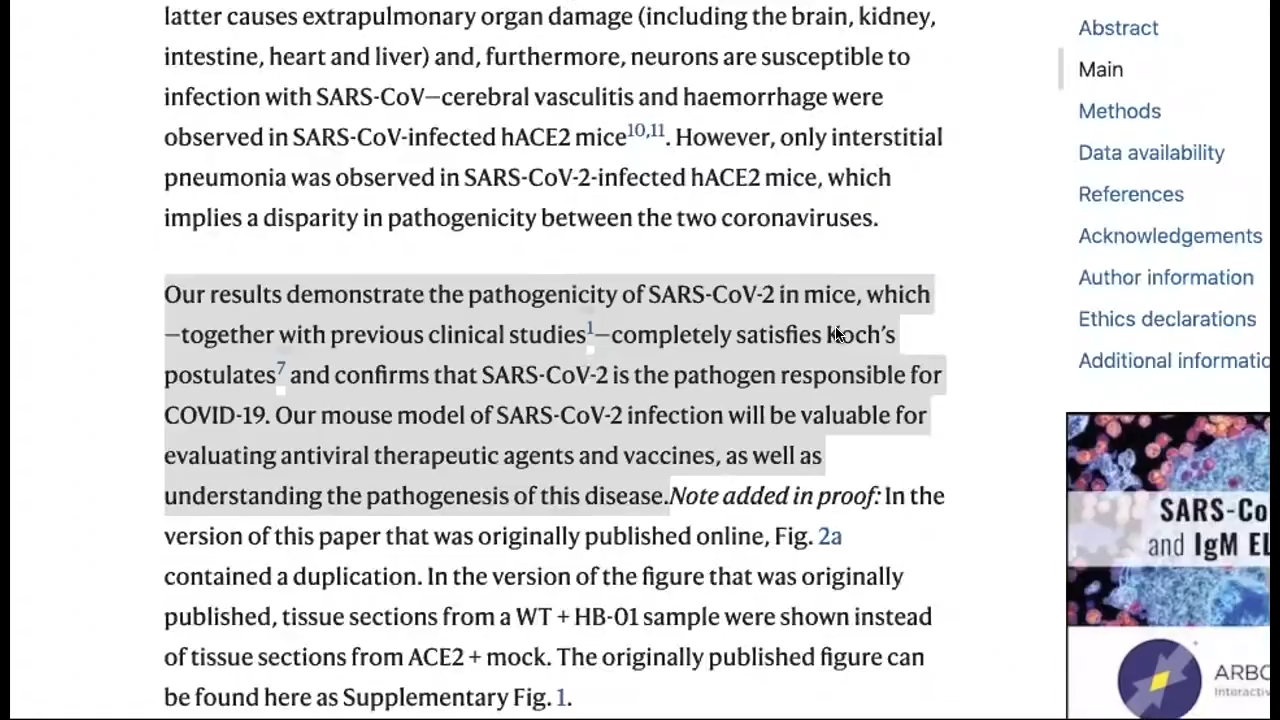 latter causes extrapulmonary organ damage (including the brain, kidney,
intestine, heart and liver) and, furthermore, neurons are susceptible to
infection with SARS-CoV—cerebral vasculitis and haemorrhage were
observed in SARS-CoV-infected hACE2 mice10,11. However, only interstitial
pneumonia was observed in SARS-CoV-2-infected hACE2 mice, which
implies a disparity in pathogenicity between the two coronaviruses.
Our results demonstrate the pathogenicity of SARS-CoV-2 in mice, which
—together with previous clinical studies1—completely satisfies Koch's
postulates7 and confirms that SARS-CoV-2 is the pathogen responsible for
COVID-19. Our mouse model of SARS-CoV-2 infection will be valuable for
evaluating antiviral therapeutic agents and vaccines, as well as
understanding the pathogenesis of this disease.Note added in proof: In the
version of this paper that was originally published online, Fig. 2a
contained a duplication. In the version of the figure that was originally
published, tissue sections from a WT + HB-01 sample were shown instead
of tissue sections from ACE2 + mock. The originally published figure can
be found here as Supplementary Fig. 1.
Abstract
Main
Methods
Data availability
References
Acknowledgements
Author information
Ethics declarations
Additional informatio
SARS-Co
and IgM EL
ARBO
Interactiv